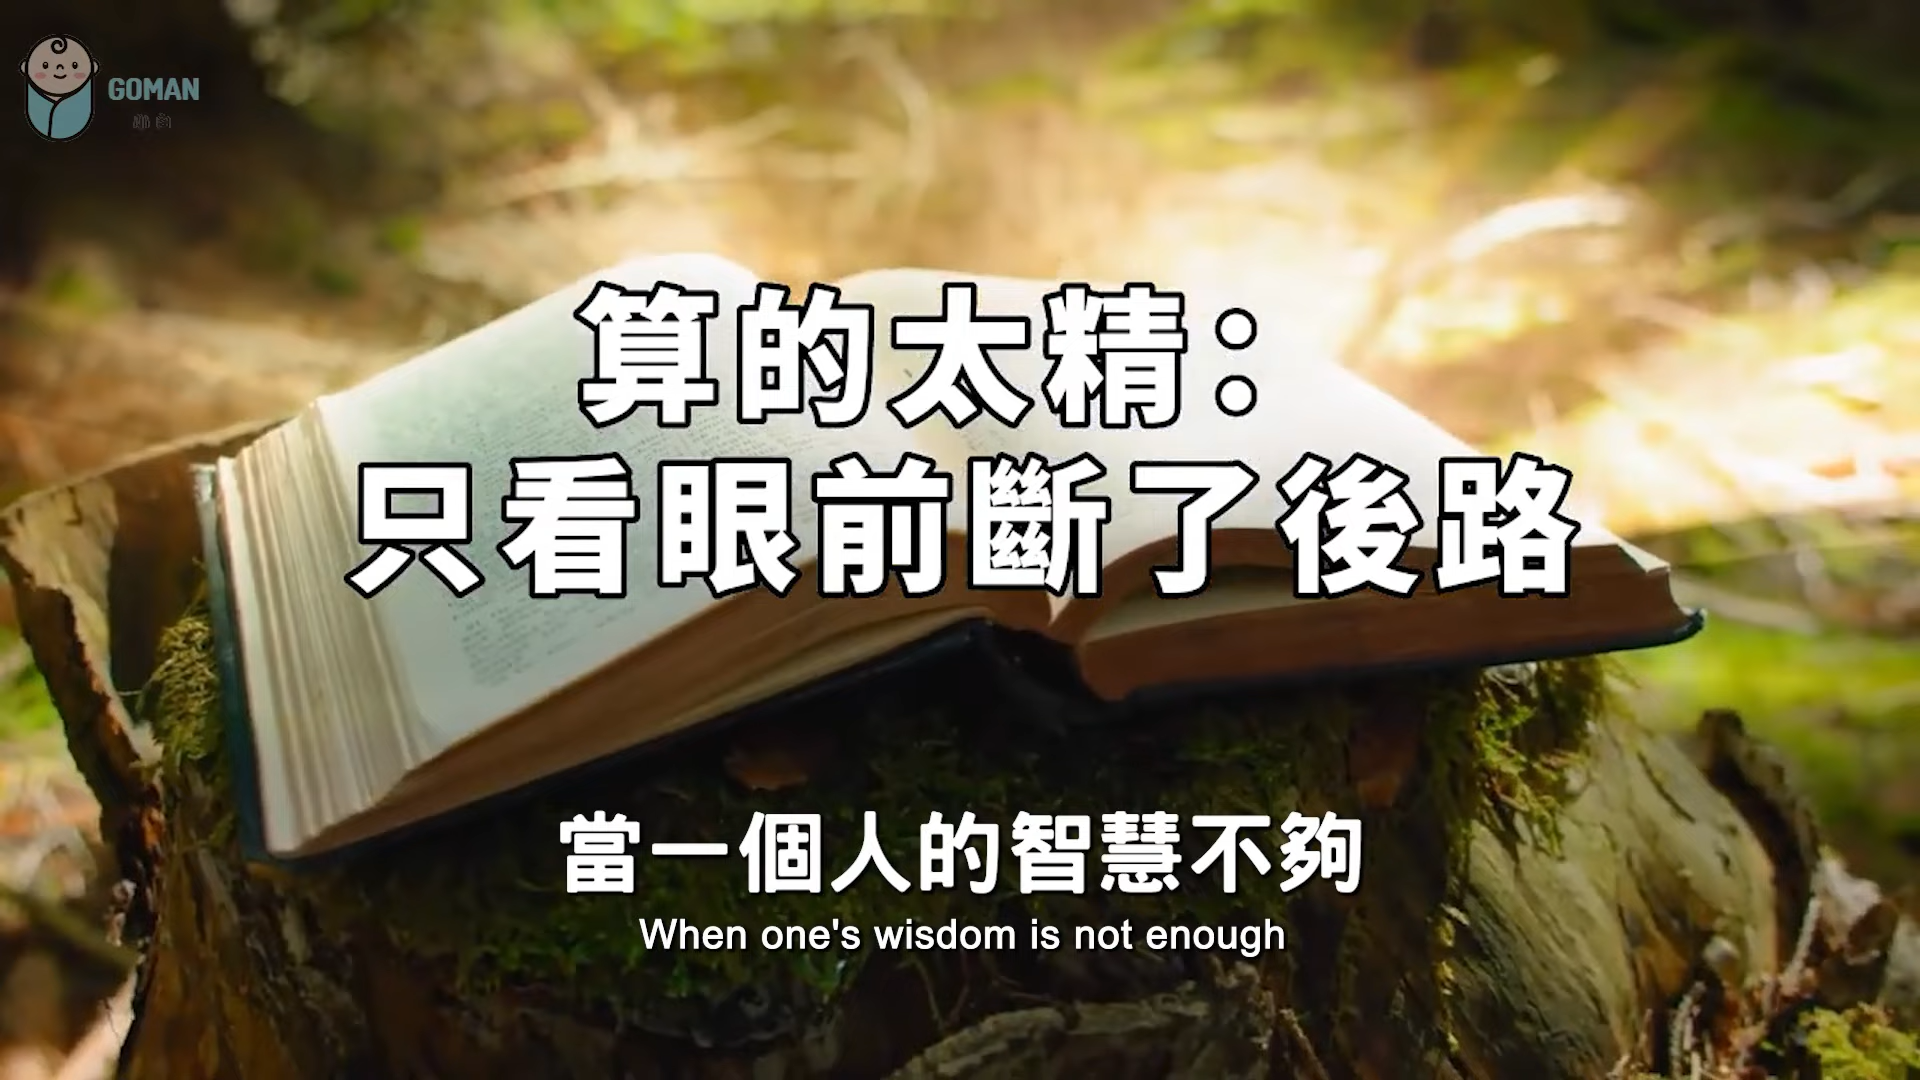 GOMAN
算的太精：
只看眼前斷了後路
當一個人的智慧不夠
When one's wisdom is not enough